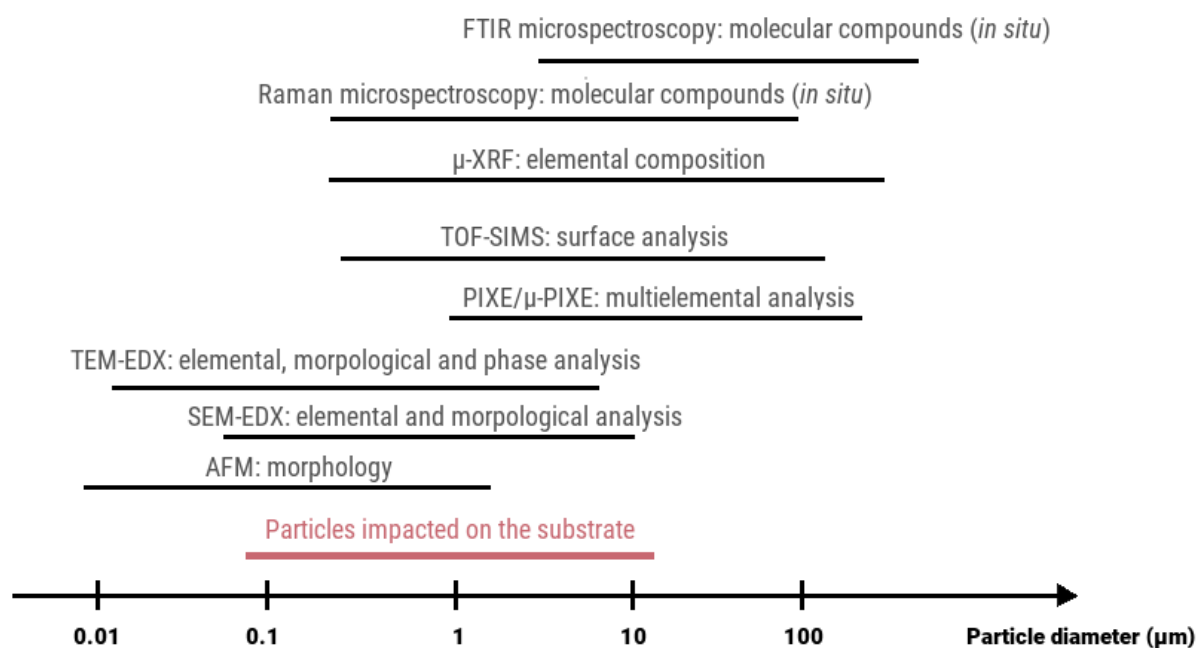 FTIR microspectroscopy: molecular compounds (in situ)
Raman microspectroscopy: molecular compounds (in situ)
μ-XRF: elemental composition
TOF-SIMS: surface analysis
PIXE/μ-PIXE: multielemental analysis
TEM-EDX: elemental, morpological and phase analysis
SEM-EDX: elemental and morpological analysis
AFM: morphology
Particles impacted on the substrate
0.01 0.1 1 10 100 Particle diameter (μm)